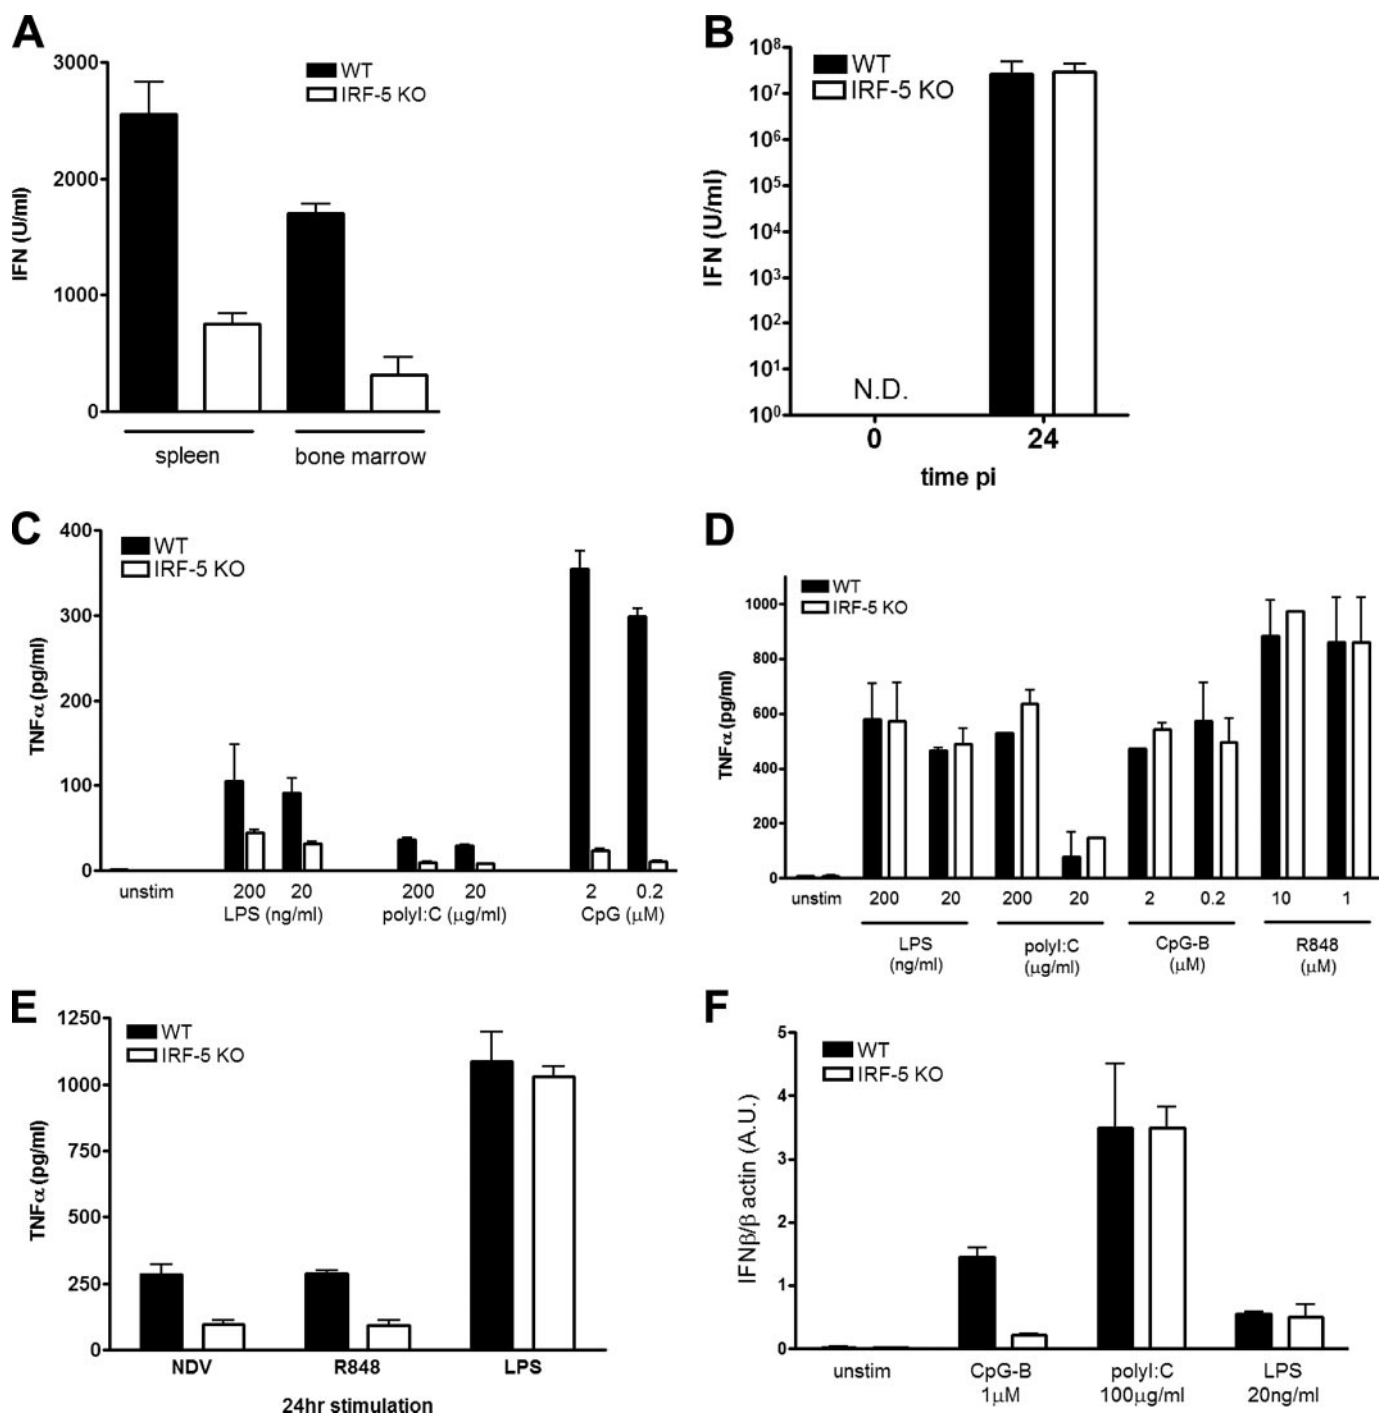 A
3000
2000
1000
0
IFN (U/ml)
WT
IRF-5 KO
spleen
bone marrow
B
10⁸
10⁷
10⁶
10⁵
10⁴
10³
10²
10¹
10⁰
IFN (U/ml)
WT
IRF-5 KO
N.D.
0
24
time pi
C
400
300
200
100
0
TNFα (pg/ml)
WT
IRF-5 KO
unstim
200 20
200 20
2 0.2
LPS (ng/ml)
polyI:C (μg/ml)
CpG (μM)
D
1000
800
600
400
200
0
TNFα (pg/ml)
WT
IRF-5 KO
unstim
200 20
200 20
2 0.2
10 1
LPS
(ng/ml)
polyI:C
(μg/ml)
CpG-B
(μM)
R848
(μM)
E
1250
1000
750
500
250
0
TNFα (pg/ml)
WT
IRF-5 KO
NDV
R848
LPS
24hr stimulation
F
5
4
3
2
1
0
IFNβ/β actin (A.U.)
WT
IRF-5 KO
unstim
CpG-B
1μM
polyI:C
100μg/ml
LPS
20ng/ml